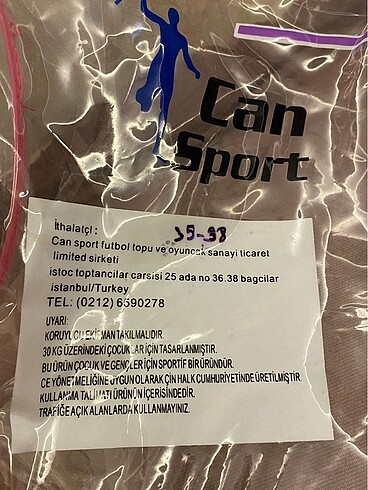 Can
Sport
İthalatçI :
35-38
Can sport futbol topu ve oyuncak sanayi ticaret
limited sirketi
istoc toptancilar carsisi 25 ada no 36.38 bagcilar
istanbul/Turkey
TEL: (0212) 6590278
UYARI:
KORUYUCU EKİPMAN TAKILMALIDIR.
30 KG ÜZERİNDEKİ ÇOCUKLAR İÇİN TASARLANMIŞTIR.
BU ÜRÜN ÇOCUK VE GENÇLER İÇİN SPORTİF BİR ÜRÜNDÜR.
CE YÖNETMELİĞİNE UYGUN OLARAK ÇİN HALK CUMHURİYETİNDE ÜRETİLMİŞTİR.
KULLANMA TALİMATI ÜRÜNÜN İÇERİSİNDEDİR.
TRAFİĞE AÇIK ALANLARDA KULLANMAYINIZ.